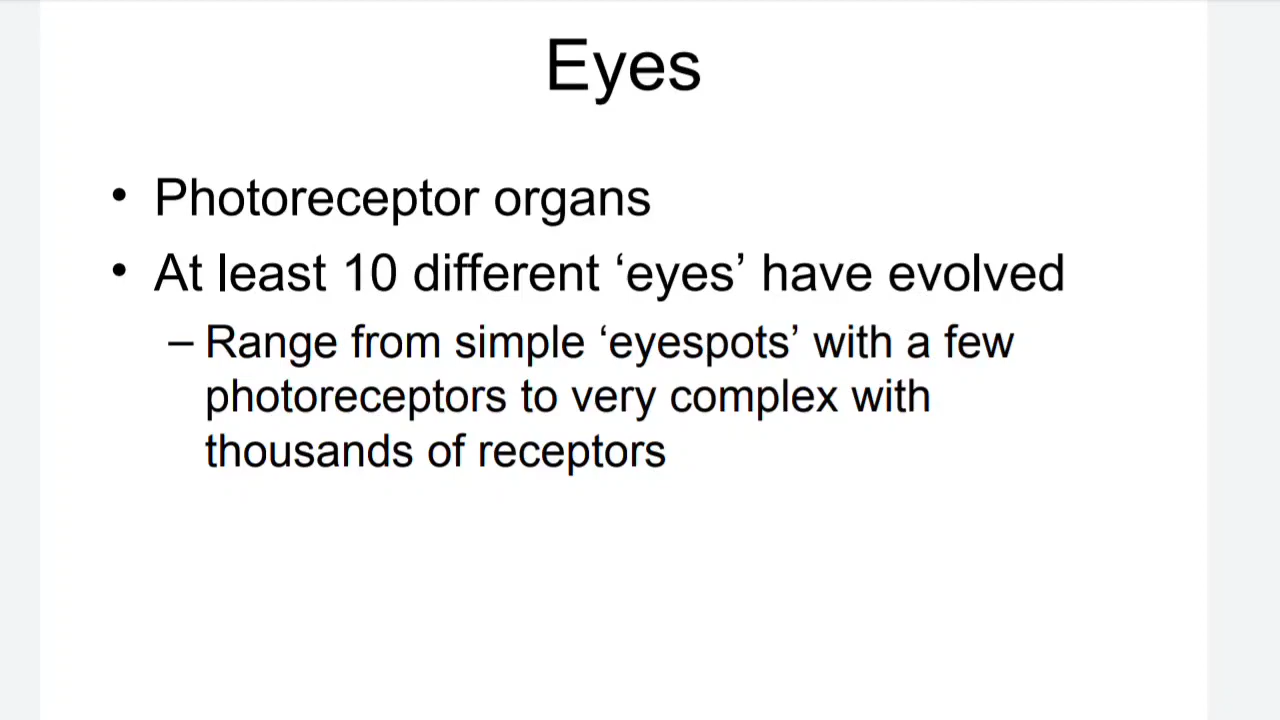 Eyes
• Photoreceptor organs
• At least 10 different ‘eyes’ have evolved
– Range from simple ‘eyespots’ with a few
photoreceptors to very complex with
thousands of receptors